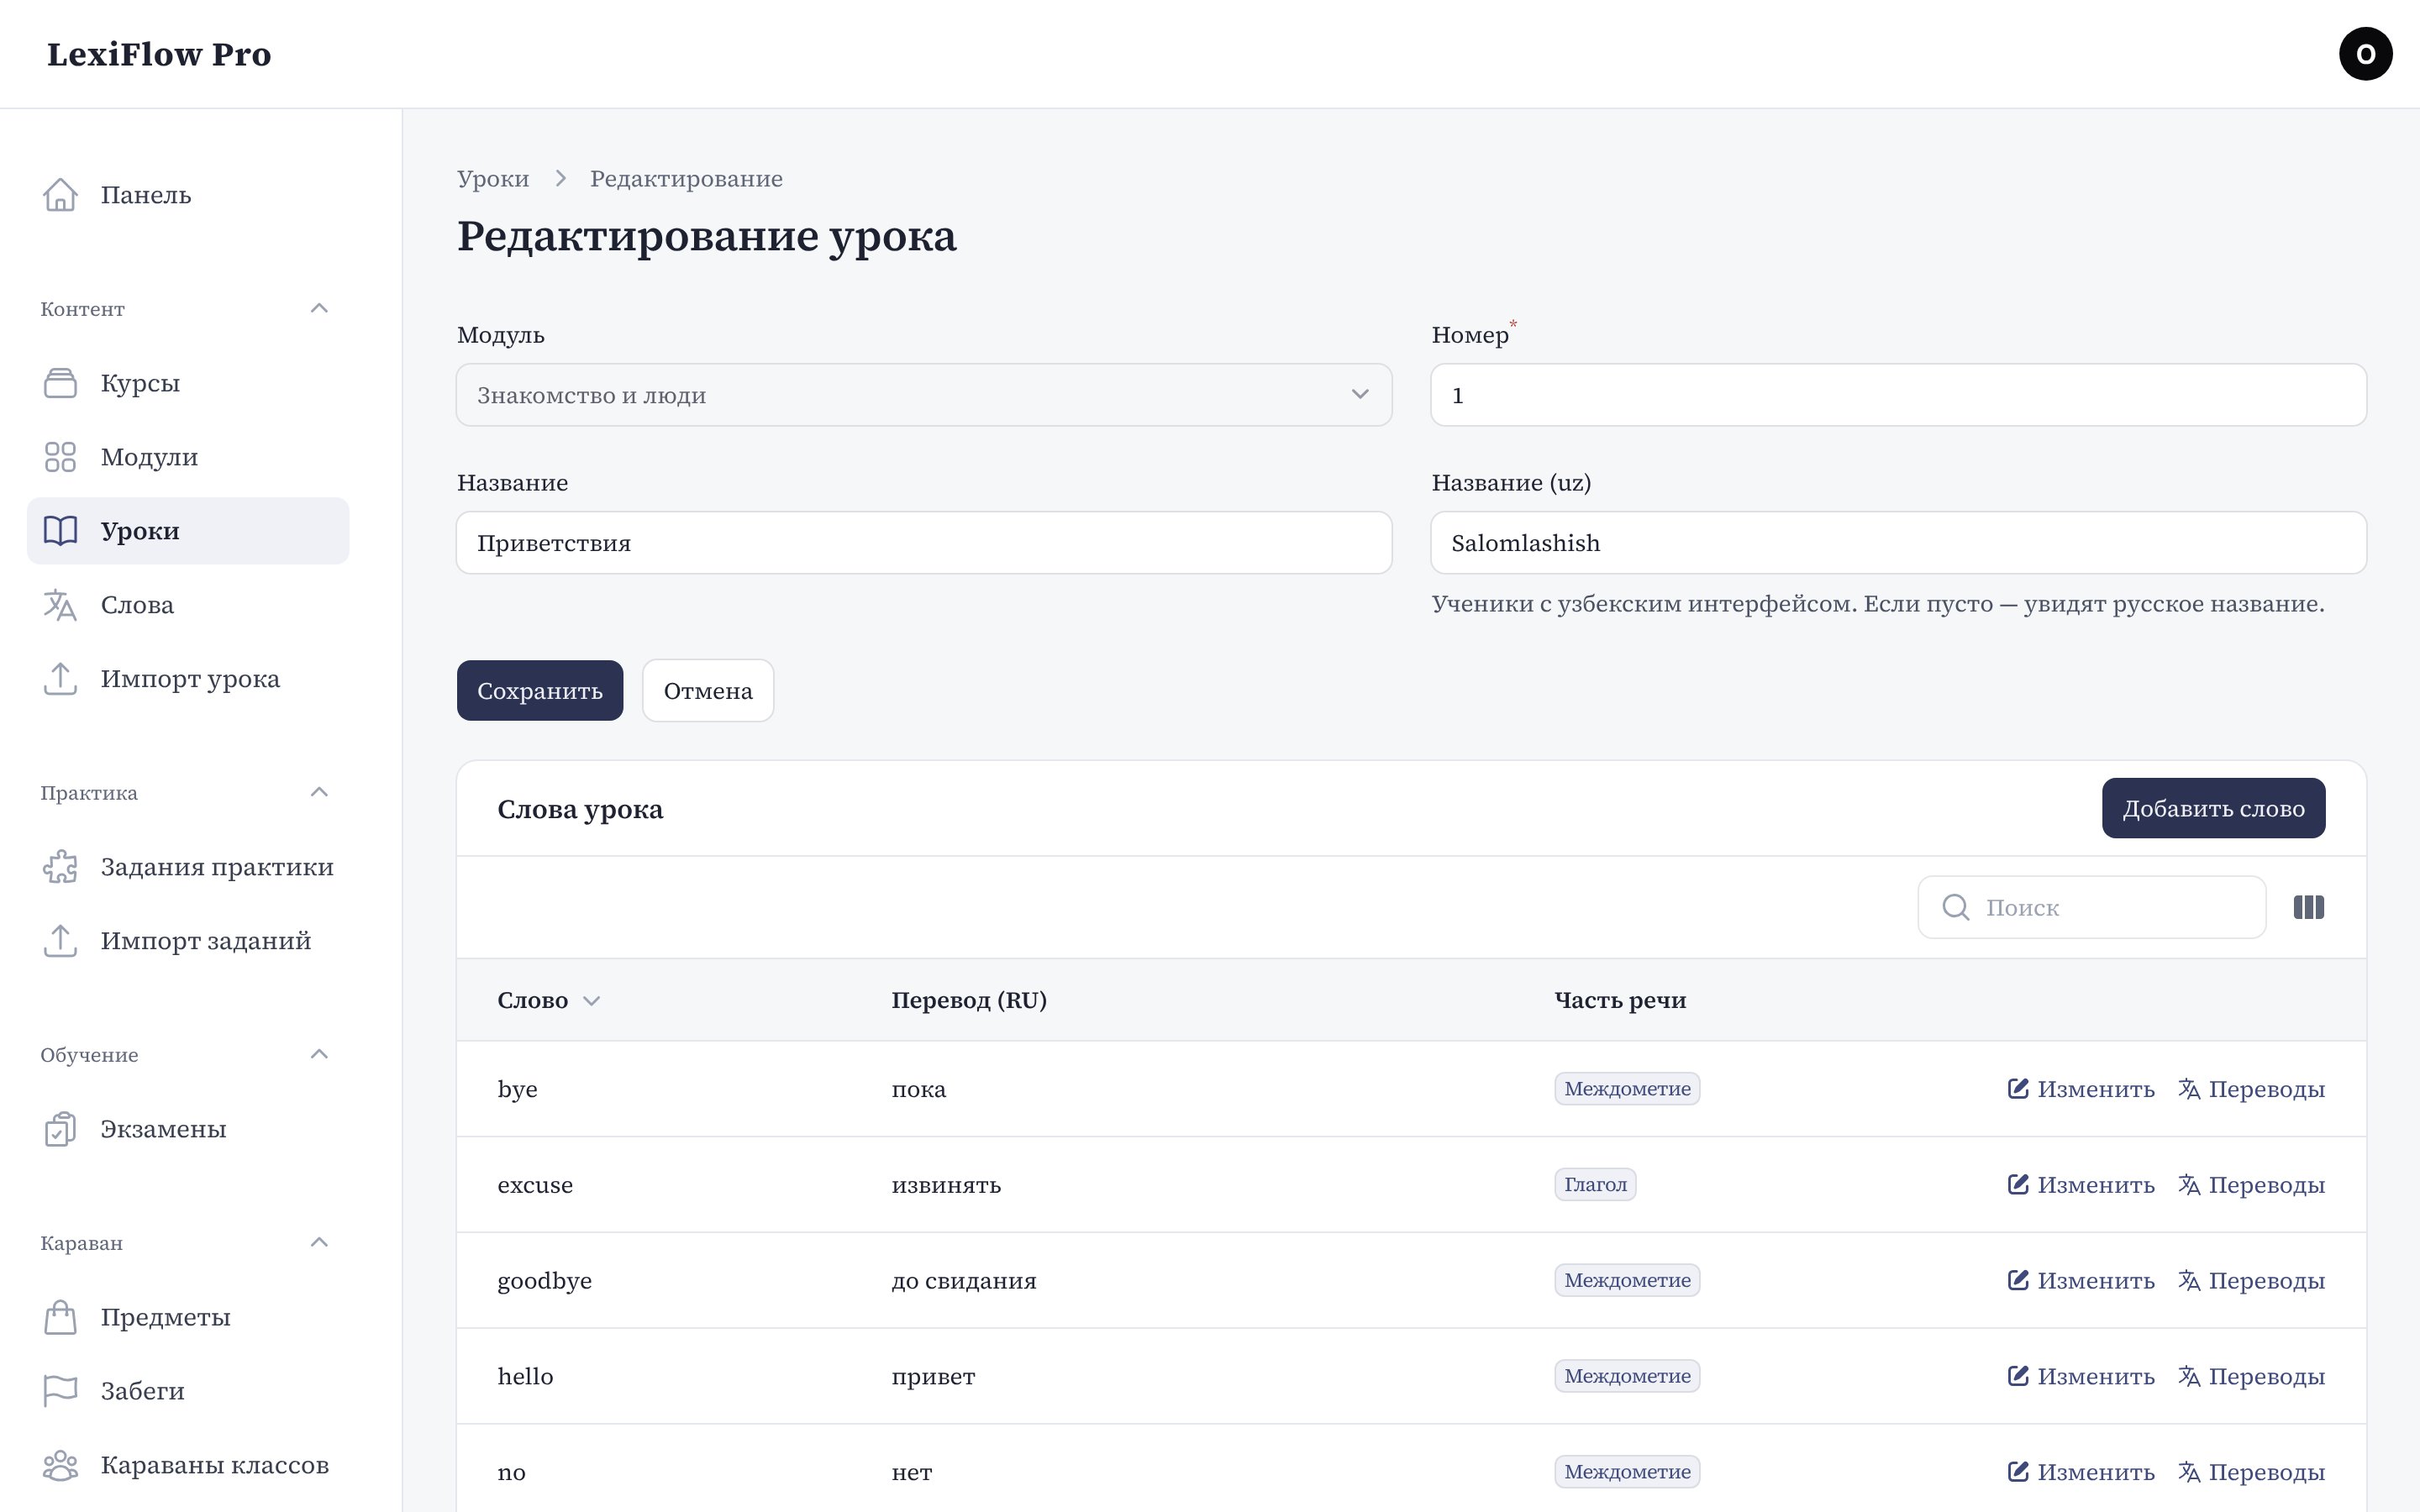 LexiFlow Pro
O
Панель
Контент
Курсы
Модули
Уроки
Слова
Импорт урока
Практика
Задания практики
Импорт заданий
Обучение
Экзамены
Караван
Предметы
Забеги
Караваны классов
Уроки Редактирование
Редактирование урока
Модуль
Знакомство и люди
Номер*
1
Название
Приветствия
Название (uz)
Salomlashish
Ученики с узбекским интерфейсом. Если пусто — увидят русское название.
Сохранить Отмена
Слова урока Добавить слово
Поиск
Слово Перевод (RU) Часть речи
bye пока Междометие Изменить Переводы
excuse извинять Глагол Изменить Переводы
goodbye до свидания Междометие Изменить Переводы
hello привет Междометие Изменить Переводы
no нет Междометие Изменить Переводы